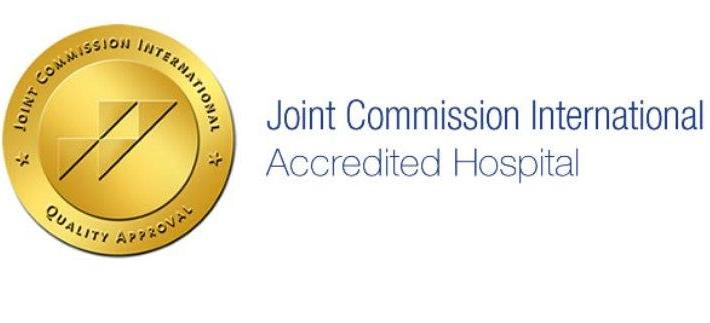 JOINT COMMISSION INTERNATIONAL
QUALITY APPROVAL
Joint Commission International
Accredited Hospital